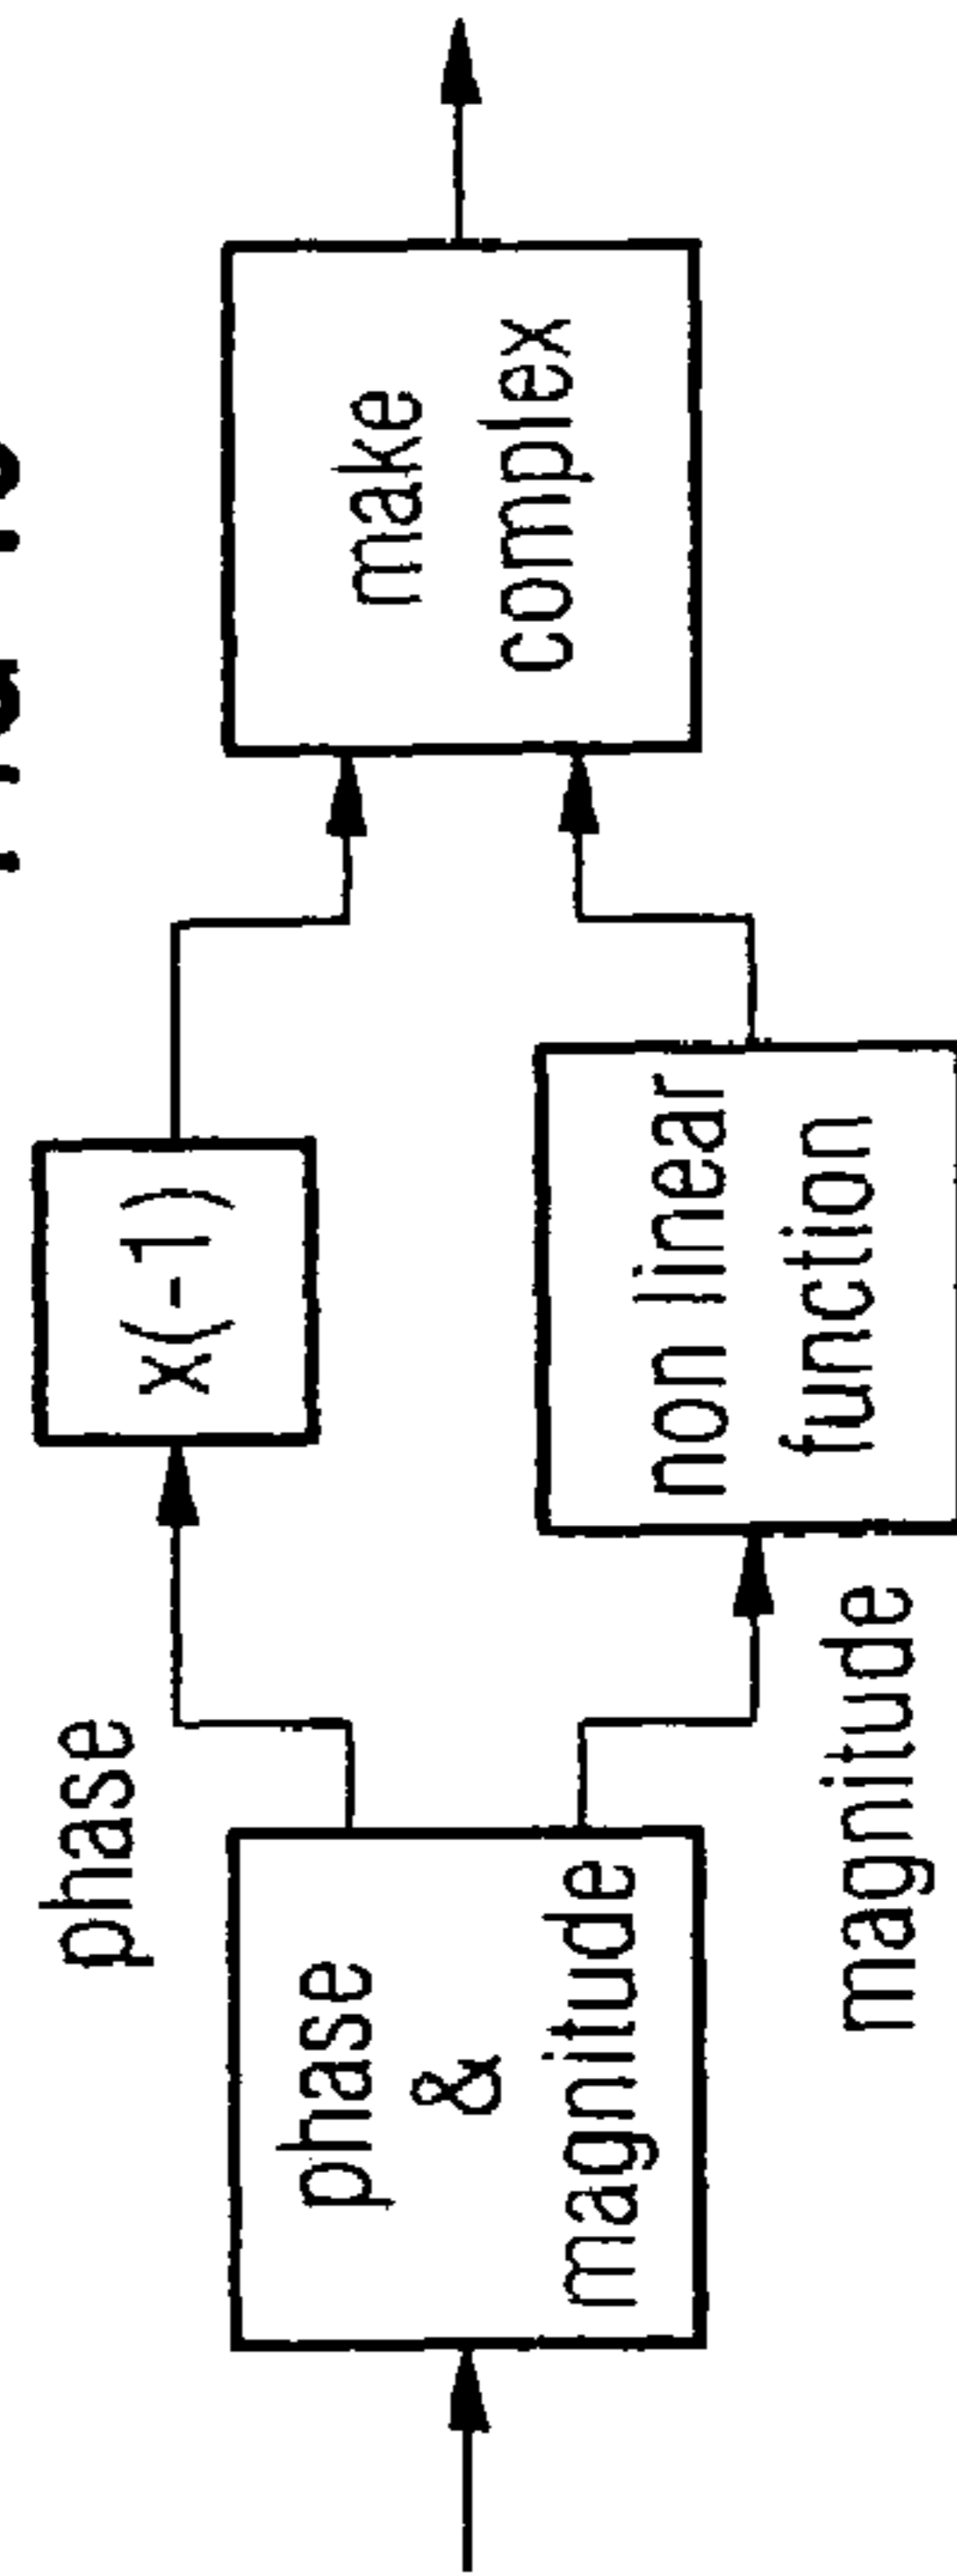 phase
phase
&
magnitude
magnitude
x(-1)
non linear
function
make
complex